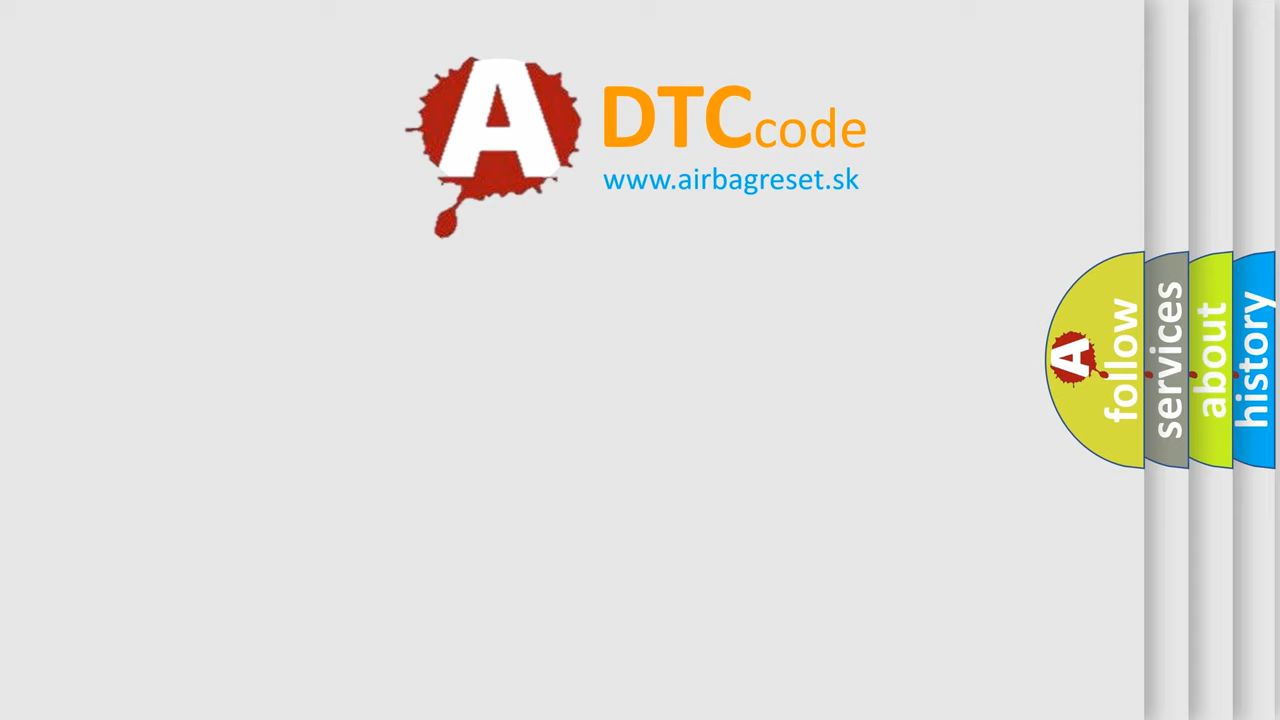 A DTCcode
www.airbagreset.sk
A follow
services
about
history